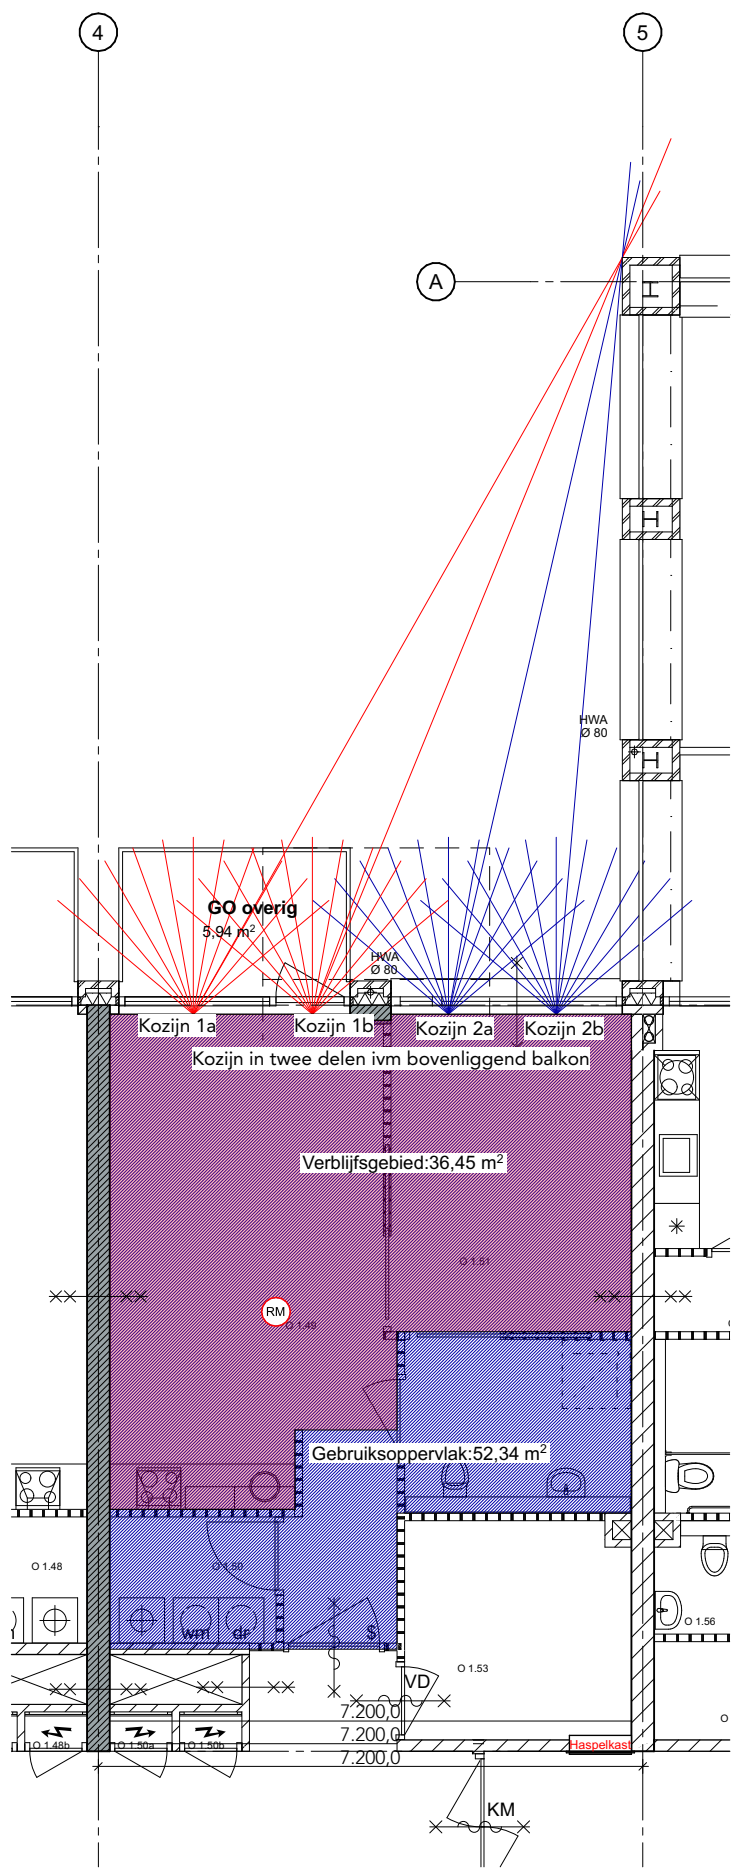 4
5
A
HWA
Ø 80
GO overig
5,94 m²
HWA
Ø 80
Kozijn 1a
Kozijn 1b
Kozijn 2a
Kozijn 2b
Kozijn in twee delen ivm bovenliggend balkon
Verblijfsgebied:36,45 m²
O 1.51
RM
O 1.49
Gebruiksoppervlak:52,34 m²
O 1.48
O 1.50
O 1.56
wm
dr
$
O 1.53
VD
7.200,0
7.200,0
7.200,0
O 1.48b
O 1.50a
O 1.50b
Haspelkast
KM